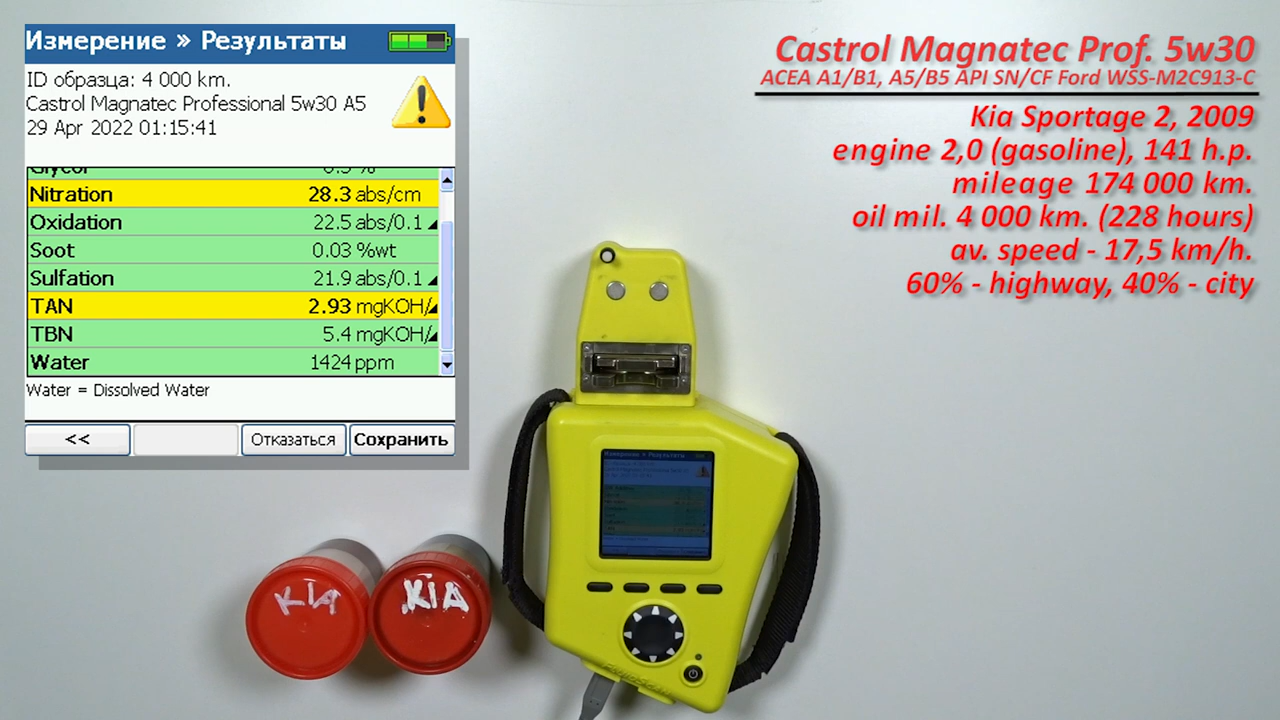 Измерение » Результаты
ID образца: 4 000 km.
Castrol Magnatec Professional 5w30 A5
29 Apr 2022 01:15:41
Nitration 28.3 abs/cm
Oxidation 22.5 abs/0.1
Soot 0.03 %wt
Sulfation 21.9 abs/0.1
TAN 2.93 mgKOH/
TBN 5.4 mgKOH/
Water 1424 ppm
Water = Dissolved Water
<< Отказаться Сохранить
Castrol Magnatec Prof. 5w30
ACEA A1/B1, A5/B5 API SN/CF Ford WSS-M2C913-C
Kia Sportage 2, 2009
engine 2,0 (gasoline), 141 h.p.
mileage 174 000 km.
oil mil. 4 000 km. (228 hours)
av. speed - 17,5 km/h.
60% - highway, 40% - city
Измерение » Результаты
KIA
KIA